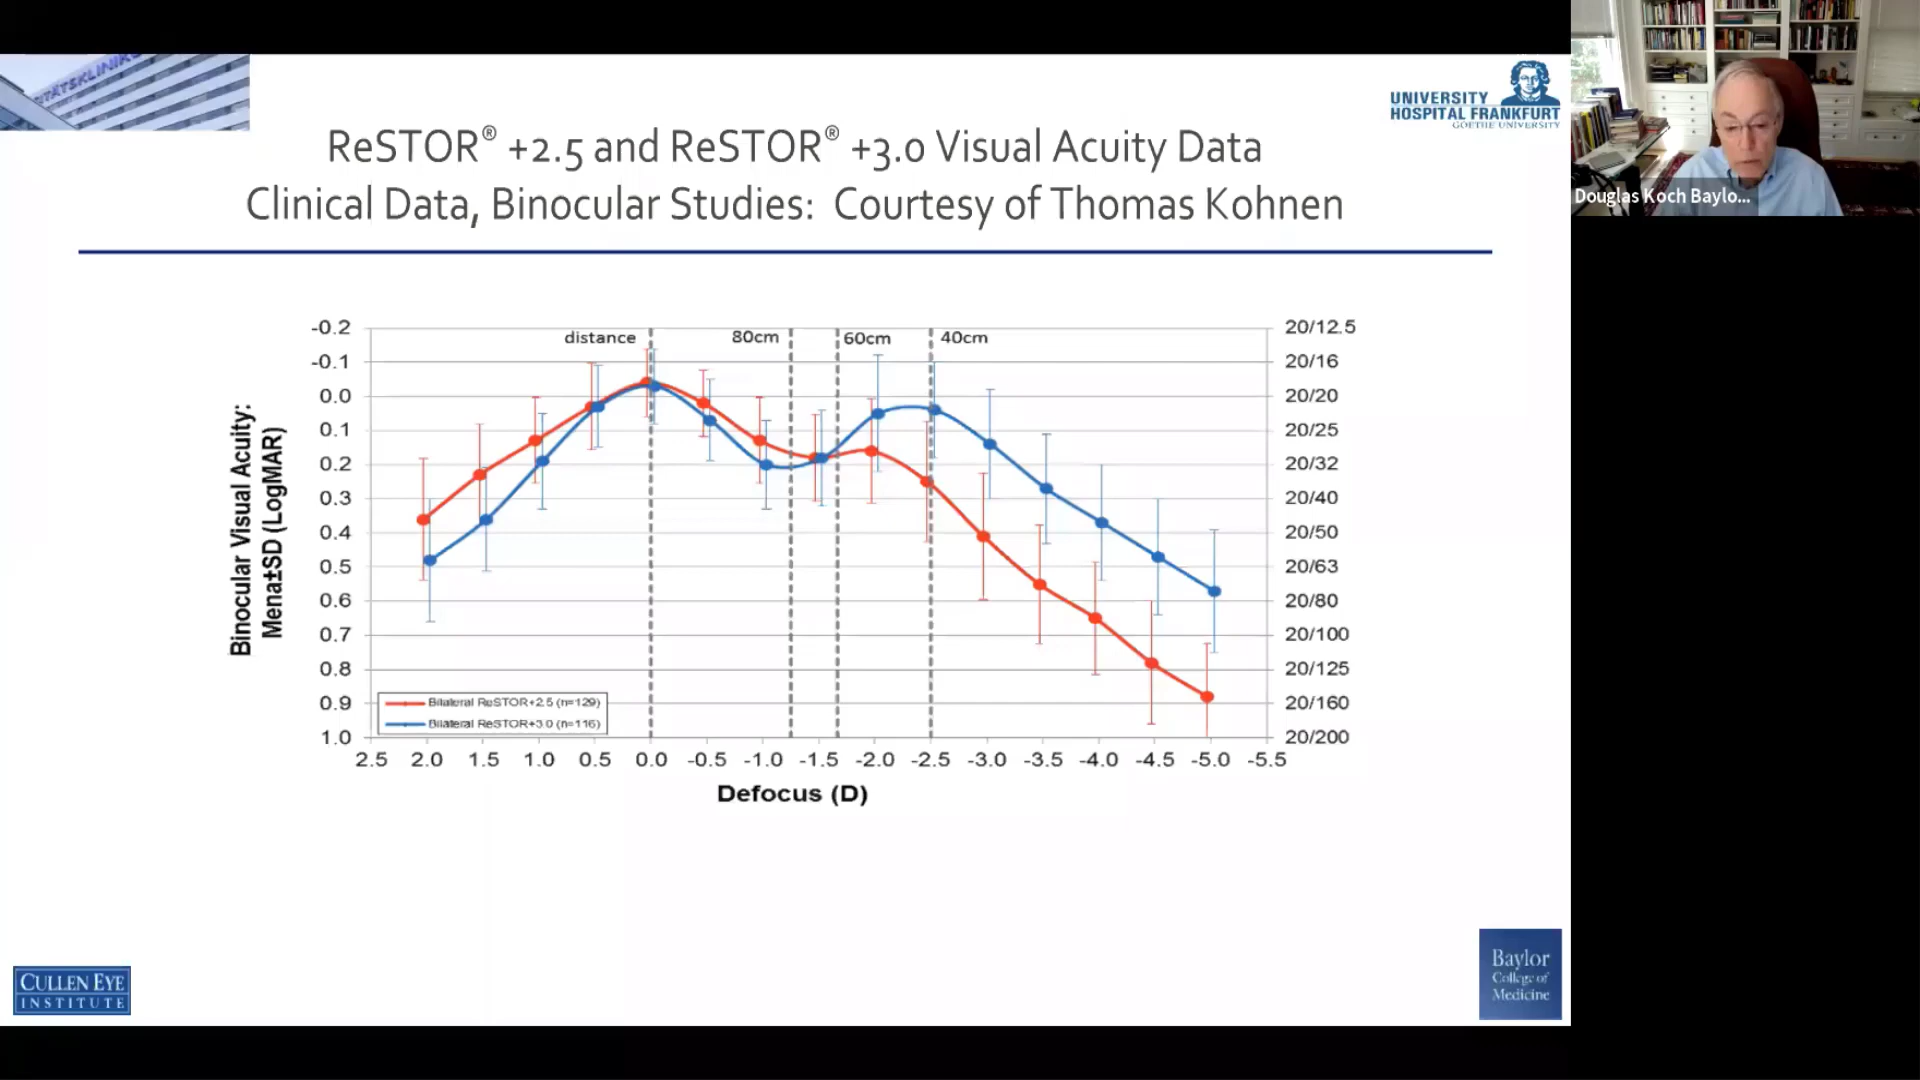 ITÄTSKLINIK
UNIVERSITY
HOSPITAL FRANKFURT
GOETHE UNIVERSITY
ReSTOR® +2.5 and ReSTOR® +3.0 Visual Acuity Data
Clinical Data, Binocular Studies: Courtesy of Thomas Kohnen
Douglas Koch Baylo...
Binocular Visual Acuity:
Mena±SD (LogMAR)
-0.2
-0.1
0.0
0.1
0.2
0.3
0.4
0.5
0.6
0.7
0.8
0.9
1.0
distance
80cm
60cm
40cm
20/12.5
20/16
20/20
20/25
20/32
20/40
20/50
20/63
20/80
20/100
20/125
20/160
20/200
Bilateral ReSTOR+2.5 (n=129)
Bilateral ReSTOR+3.0 (n=116)
2.5 2.0 1.5 1.0 0.5 0.0 -0.5 -1.0 -1.5 -2.0 -2.5 -3.0 -3.5 -4.0 -4.5 -5.0 -5.5
Defocus (D)
CULLEN EYE
INSTITUTE
Baylor
College of
Medicine